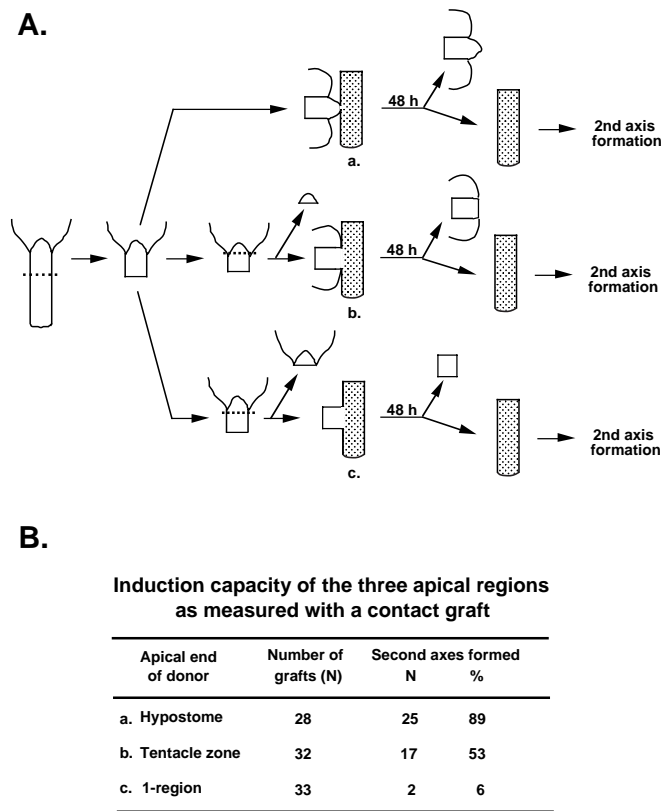 A.
48 h
a.
2nd axis
formation
48 h
b.
2nd axis
formation
48 h
c.
2nd axis
formation
B.
Induction capacity of the three apical regions
as measured with a contact graft
Apical end
of donor
Number of
grafts (N)
Second axes formed
N %
a. Hypostome 28 25 89
b. Tentacle zone 32 17 53
c. 1-region 33 2 6